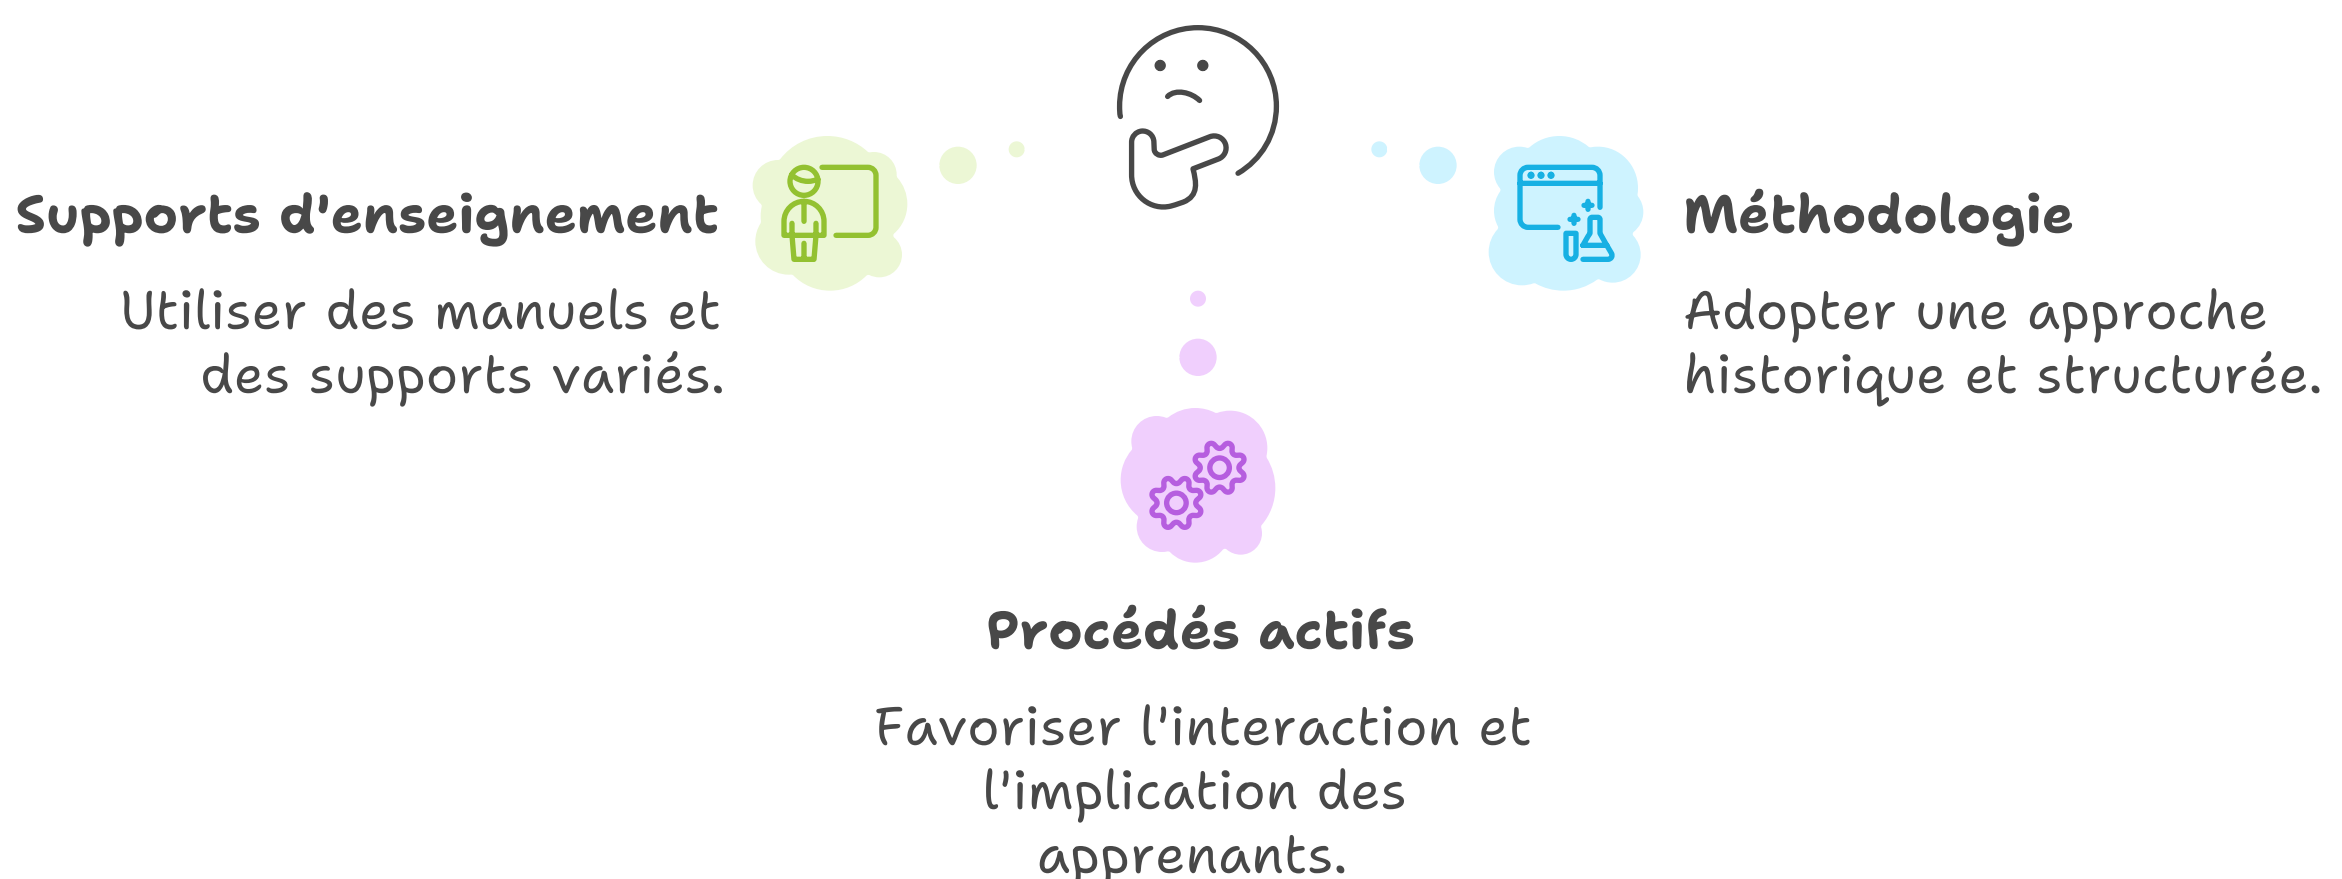 Supports d'enseignement
Utiliser des manuels et
des supports variés.
Méthodologie
Adopter une approche
historique et structurée.
Procédés actifs
Favoriser l'interaction et
l'implication des
apprenants.